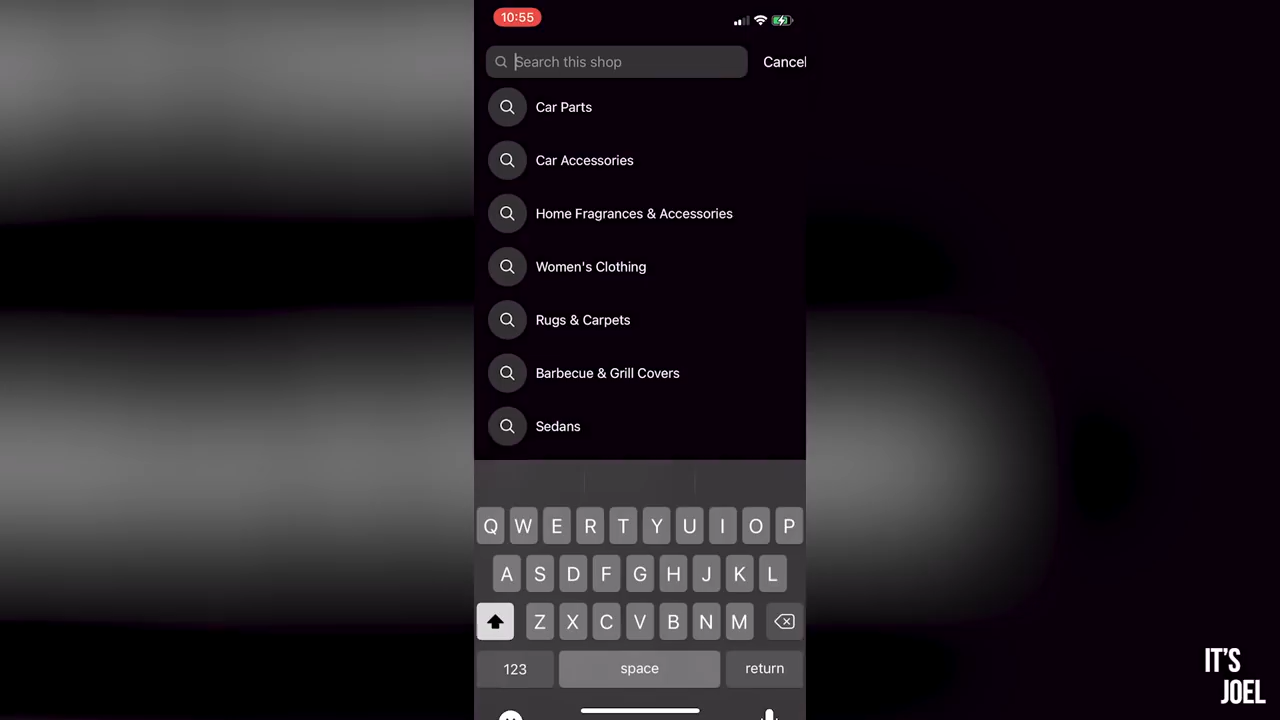 10:55
Search this shop
Cancel
Car Parts
Car Accessories
Home Fragrances & Accessories
Women's Clothing
Rugs & Carpets
Barbecue & Grill Covers
Sedans
Q W E R T Y U I O P
A S D F G H J K L
Z X C V B N M
123 space return
IT'S
JOEL